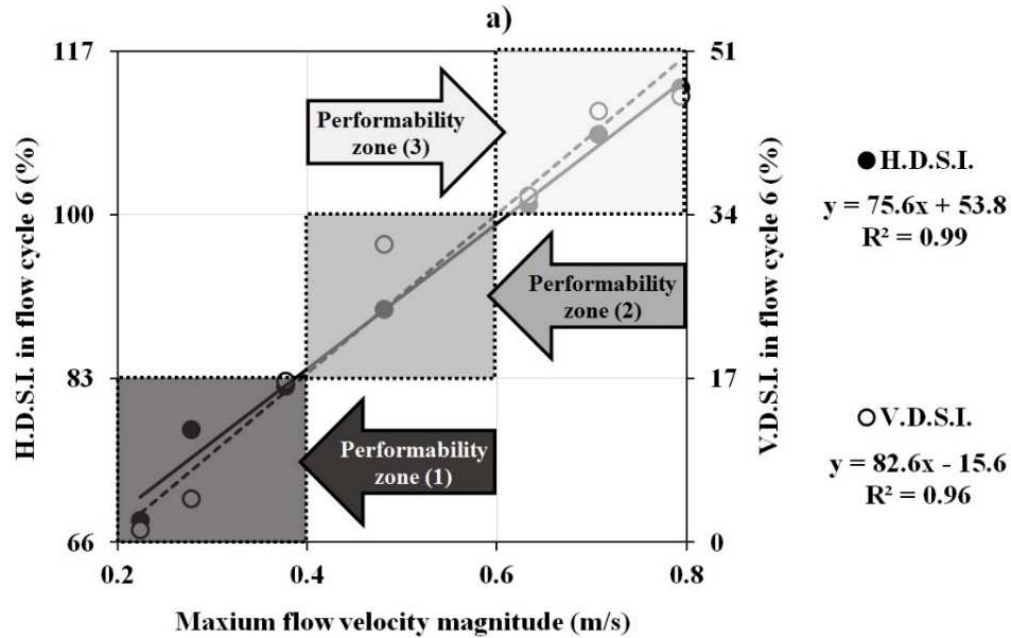 a)
117
100
83
66
H.D.S.I. in flow cycle 6 (%)
51
34
17
0
V.D.S.I. in flow cycle 6 (%)
Performability
zone (3)
Performability
zone (2)
Performability
zone (1)
0.2
0.4
0.6
0.8
Maxium flow velocity magnitude (m/s)
H.D.S.I.
y = 75.6x + 53.8
R² = 0.99
V.D.S.I.
y = 82.6x - 15.6
R² = 0.96